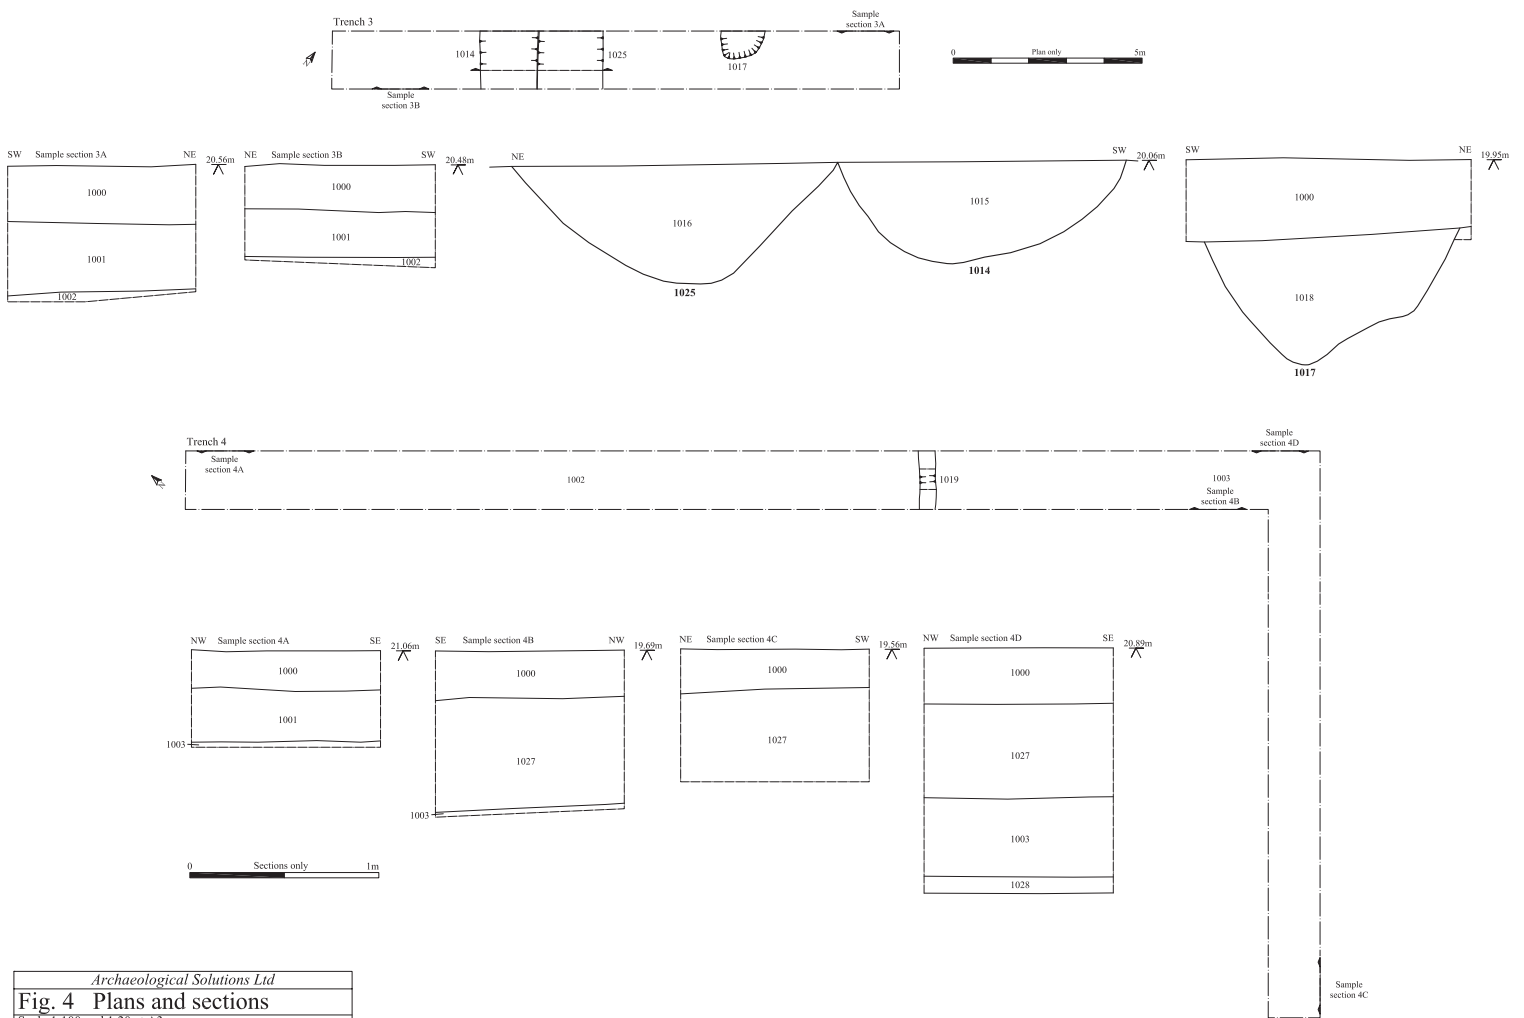 Trench 3
Sample
section 3A
1014
1025
1017
N
Sample
section 3B
0 Plan only 5m
SW Sample section 3A NE
20.56m
1000
1001
1002
NE Sample section 3B SW
20.48m
1000
1001
1002
NE SW
20.06m
1016
1015
1025
1014
SW NE
19.95m
1000
1018
1017
Trench 4
Sample
section 4A
N
1002
1019
1003
Sample
section 4D
Sample
section 4B
NW Sample section 4A SE
21.06m
1000
1001
1003
SE Sample section 4B NW
19.69m
1000
1027
1003
NE Sample section 4C SW
19.56m
1000
1027
NW Sample section 4D SE
20.89m
1000
1027
1003
1028
0 Sections only 1m
Sample
section 4C
Archaeological Solutions Ltd
Fig. 4 Plans and sections